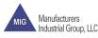 MIG
Manufacturers
Industrial Group, LLC